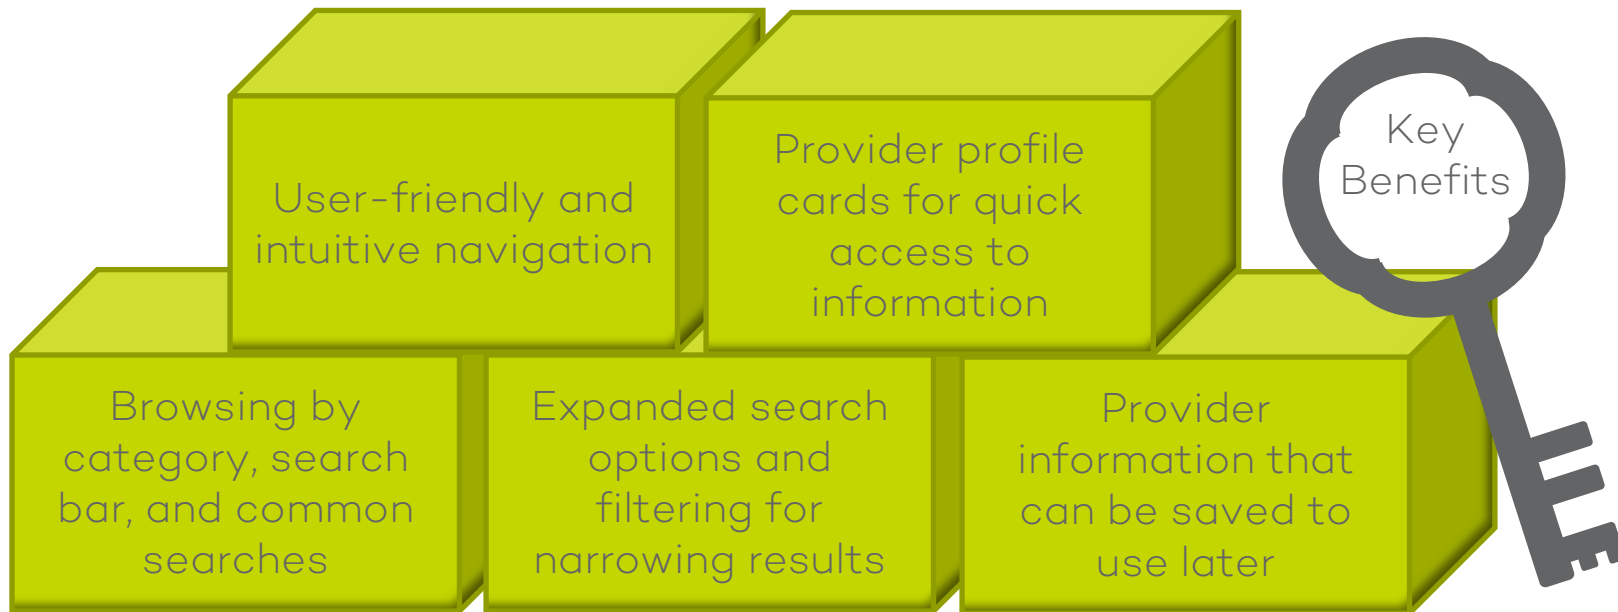 User-friendly and
intuitive navigation
Provider profile
cards for quick
access to
information
Key
Benefits
Browsing by
category, search
bar, and common
searches
Expanded search
options and
filtering for
narrowing results
Provider
information that
can be saved to
use later